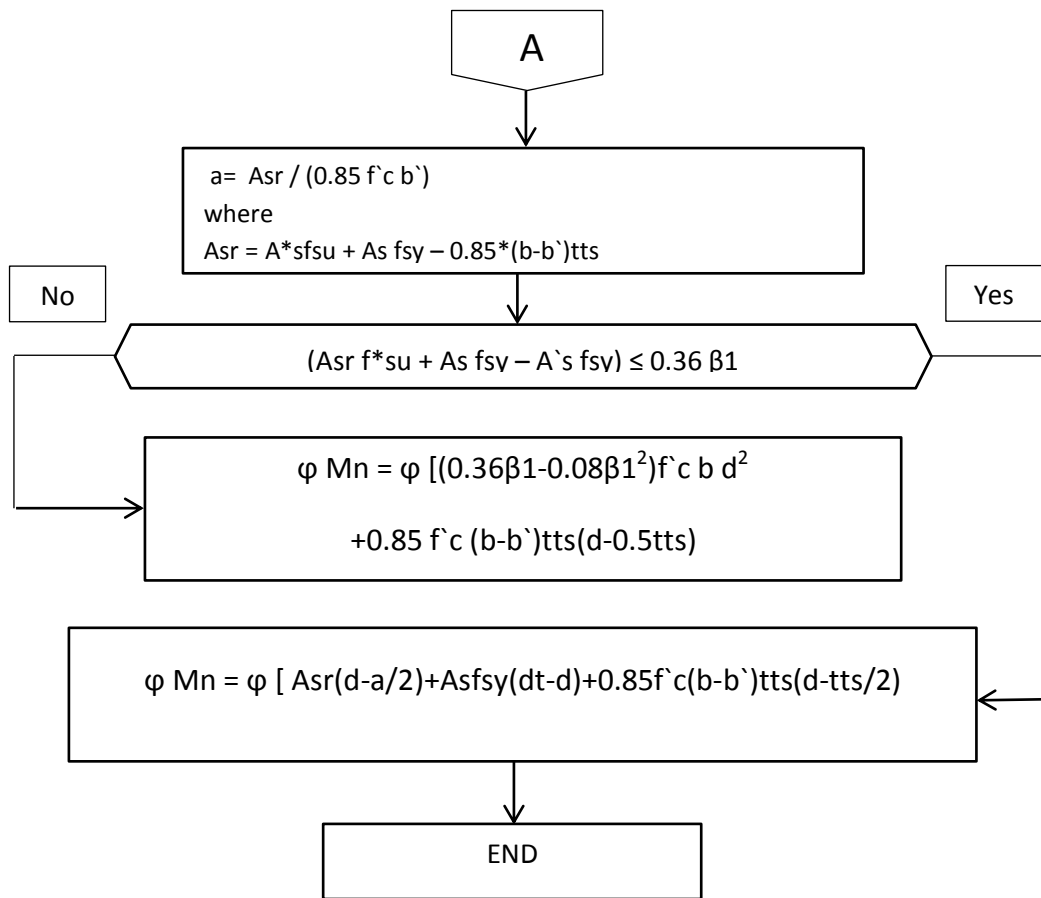 A
a= Asr / (0.85 f`c b`)
where
Asr = A*sfsu + As fsy – 0.85*(b-b`)tts
No
Yes
(Asr f*su + As fsy – A`s fsy) ≤ 0.36 β1
φ Mn = φ [(0.36β1-0.08β1²)f`c b d²
+0.85 f`c (b-b`)tts(d-0.5tts)
φ Mn = φ [ Asr(d-a/2)+Asfsy(dt-d)+0.85f`c(b-b`)tts(d-tts/2)
END